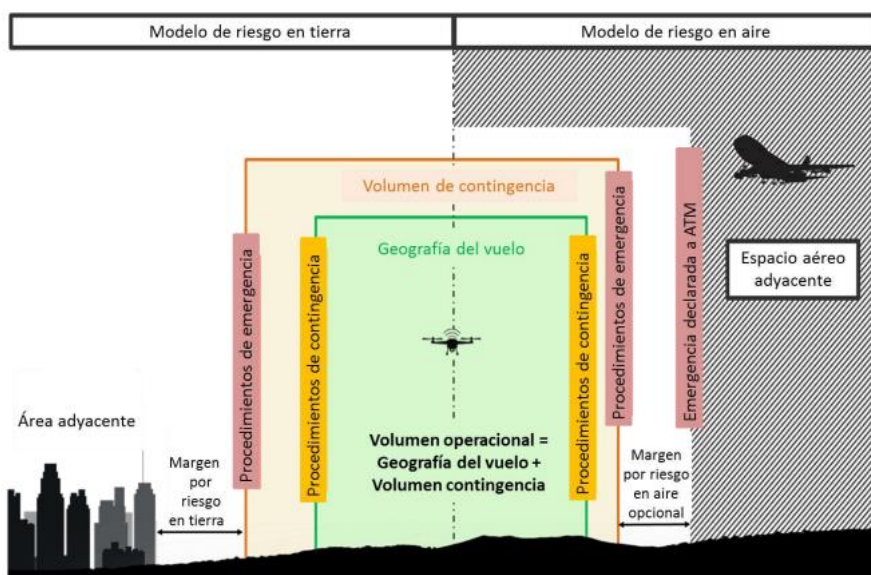 Modelo de riesgo en tierra
Modelo de riesgo en aire
Volumen de contingencia
Geografía del vuelo
Procedimientos de emergencia
Procedimientos de contingencia
Procedimientos de contingencia
Procedimientos de emergencia
Emergencia declarada a ATM
Espacio aéreo
adyacente
Área adyacente
Margen
por
riesgo
en tierra
Volumen operacional =
Geografía del vuelo +
Volumen contingencia
Margen
por riesgo
en aire
opcional